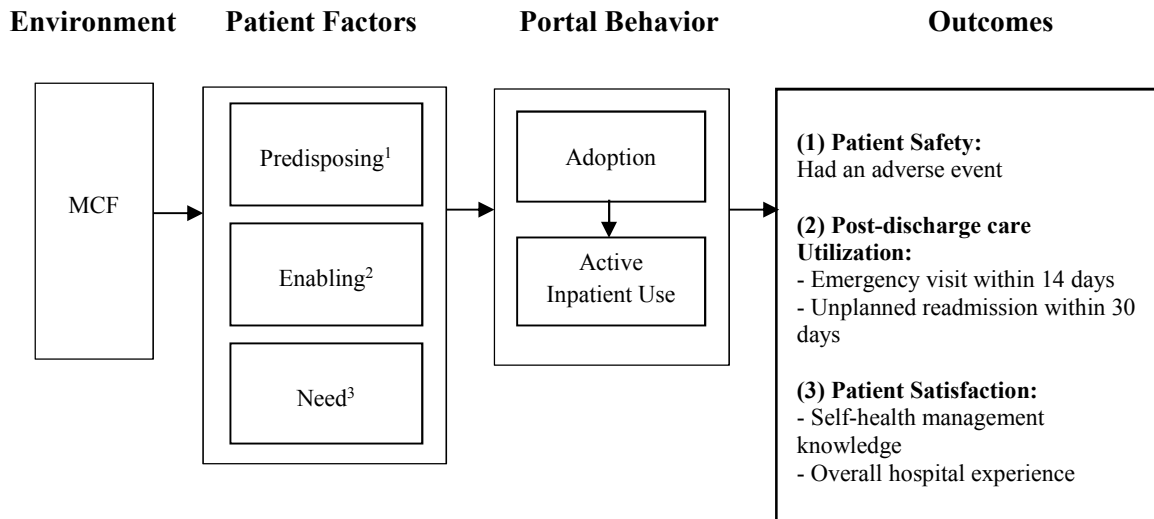 Environment
Patient Factors
Portal Behavior
Outcomes
MCF
Predisposing¹
Enabling²
Need³
Adoption
Active
Inpatient Use
(1) Patient Safety:
Had an adverse event
(2) Post-discharge care
Utilization:
- Emergency visit within 14 days
- Unplanned readmission within 30
days
(3) Patient Satisfaction:
- Self-health management
knowledge
- Overall hospital experience